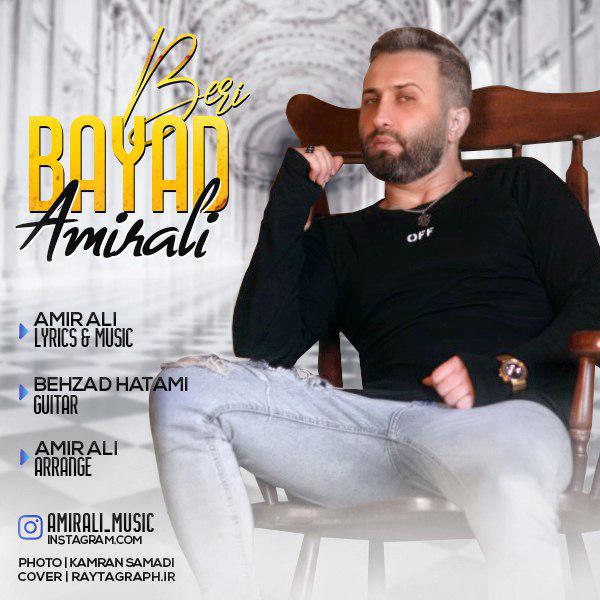 Beri
BAYAD
Amirali
AMIRALI
LYRICS & MUSIC
BEHZAD HATAMI
GUITAR
AMIRALI
ARRANGE
OFF
AMIRALI_MUSIC
INSTAGRAM.COM
PHOTO | KAMRAN SAMADI
COVER | RAYTAGRAPH.IR